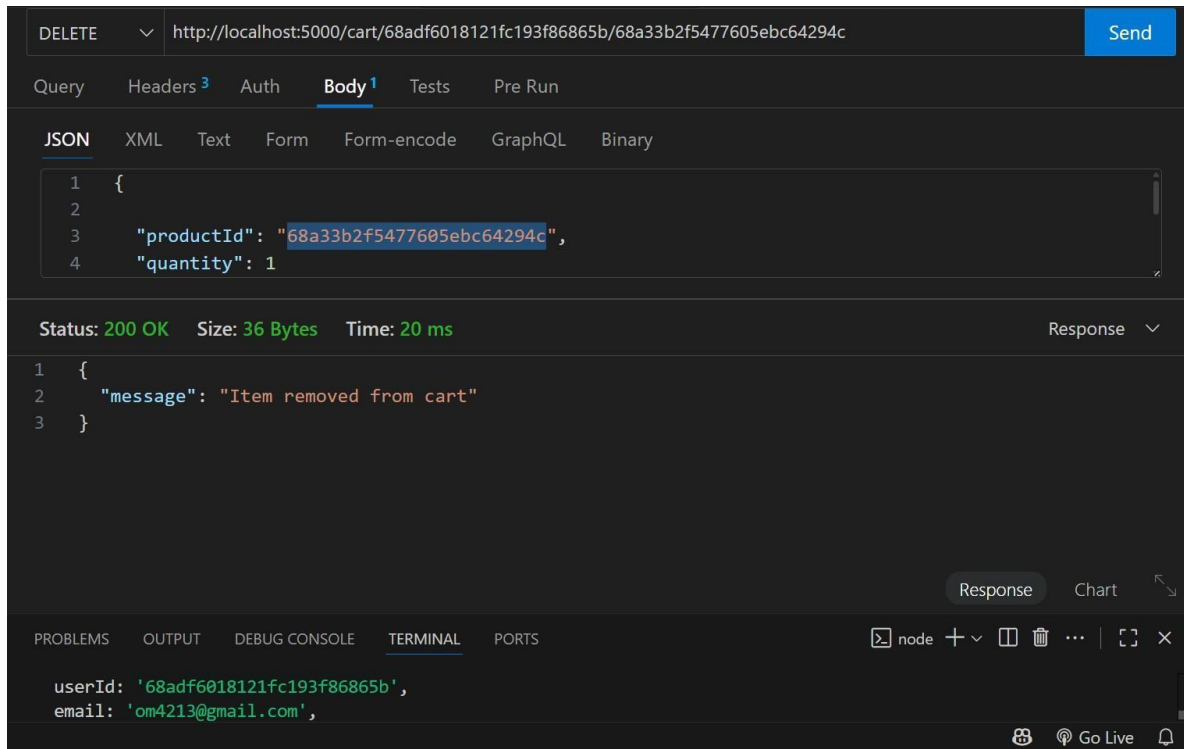 DELETE http://localhost:5000/cart/68adf6018121fc193f86865b/68a33b2f5477605ebc64294c Send
Query Headers 3 Auth Body 1 Tests Pre Run
JSON XML Text Form Form-encode GraphQL Binary
1 {
2
3 "productId": "68a33b2f5477605ebc64294c",
4 "quantity": 1
Status: 200 OK Size: 36 Bytes Time: 20 ms Response
1 {
2 "message": "Item removed from cart"
3 }
Response Chart
PROBLEMS OUTPUT DEBUG CONSOLE TERMINAL PORTS node
userId: '68adf6018121fc193f86865b',
email: 'om4213@gmail.com',
Go Live